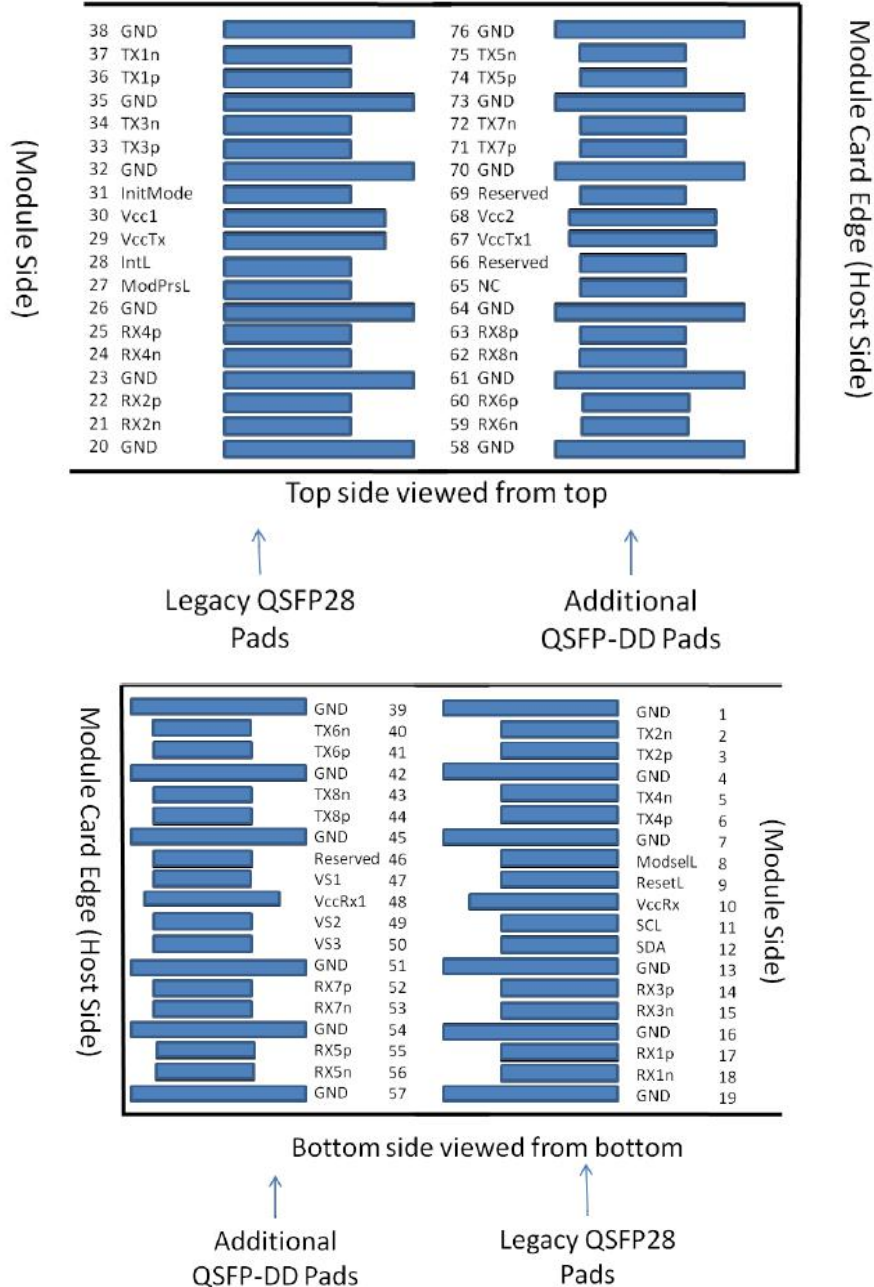 38 GND 76 GND
37 TX1n 75 TX5n
36 TX1p 74 TX5p
35 GND 73 GND
34 TX3n 72 TX7n
33 TX3p 71 TX7p
32 GND 70 GND
31 InitMode 69 Reserved
30 Vcc1 68 Vcc2
29 VccTx 67 VccTx1
28 IntL 66 Reserved
27 ModPrsL 65 NC
26 GND 64 GND
25 RX4p 63 RX8p
24 RX4n 62 RX8n
23 GND 61 GND
22 RX2p 60 RX6p
21 RX2n 59 RX6n
20 GND 58 GND
(Module Side)
Module Card Edge (Host Side)
Top side viewed from top
Legacy QSFP28
Pads
Additional
QSFP-DD Pads
Module Card Edge (Host Side)
GND 39 GND 1
TX6n 40 TX2n 2
TX6p 41 TX2p 3
GND 42 GND 4
TX8n 43 TX4n 5
TX8p 44 TX4p 6
GND 45 GND 7
Reserved 46 ModselL 8
VS1 47 ResetL 9
VccRx1 48 VccRx 10
VS2 49 SCL 11
VS3 50 SDA 12
GND 51 GND 13
RX7p 52 RX3p 14
RX7n 53 RX3n 15
GND 54 GND 16
RX5p 55 RX1p 17
RX5n 56 RX1n 18
GND 57 GND 19
(Module Side)
Bottom side viewed from bottom
Additional
QSFP-DD Pads
Legacy QSFP28
Pads